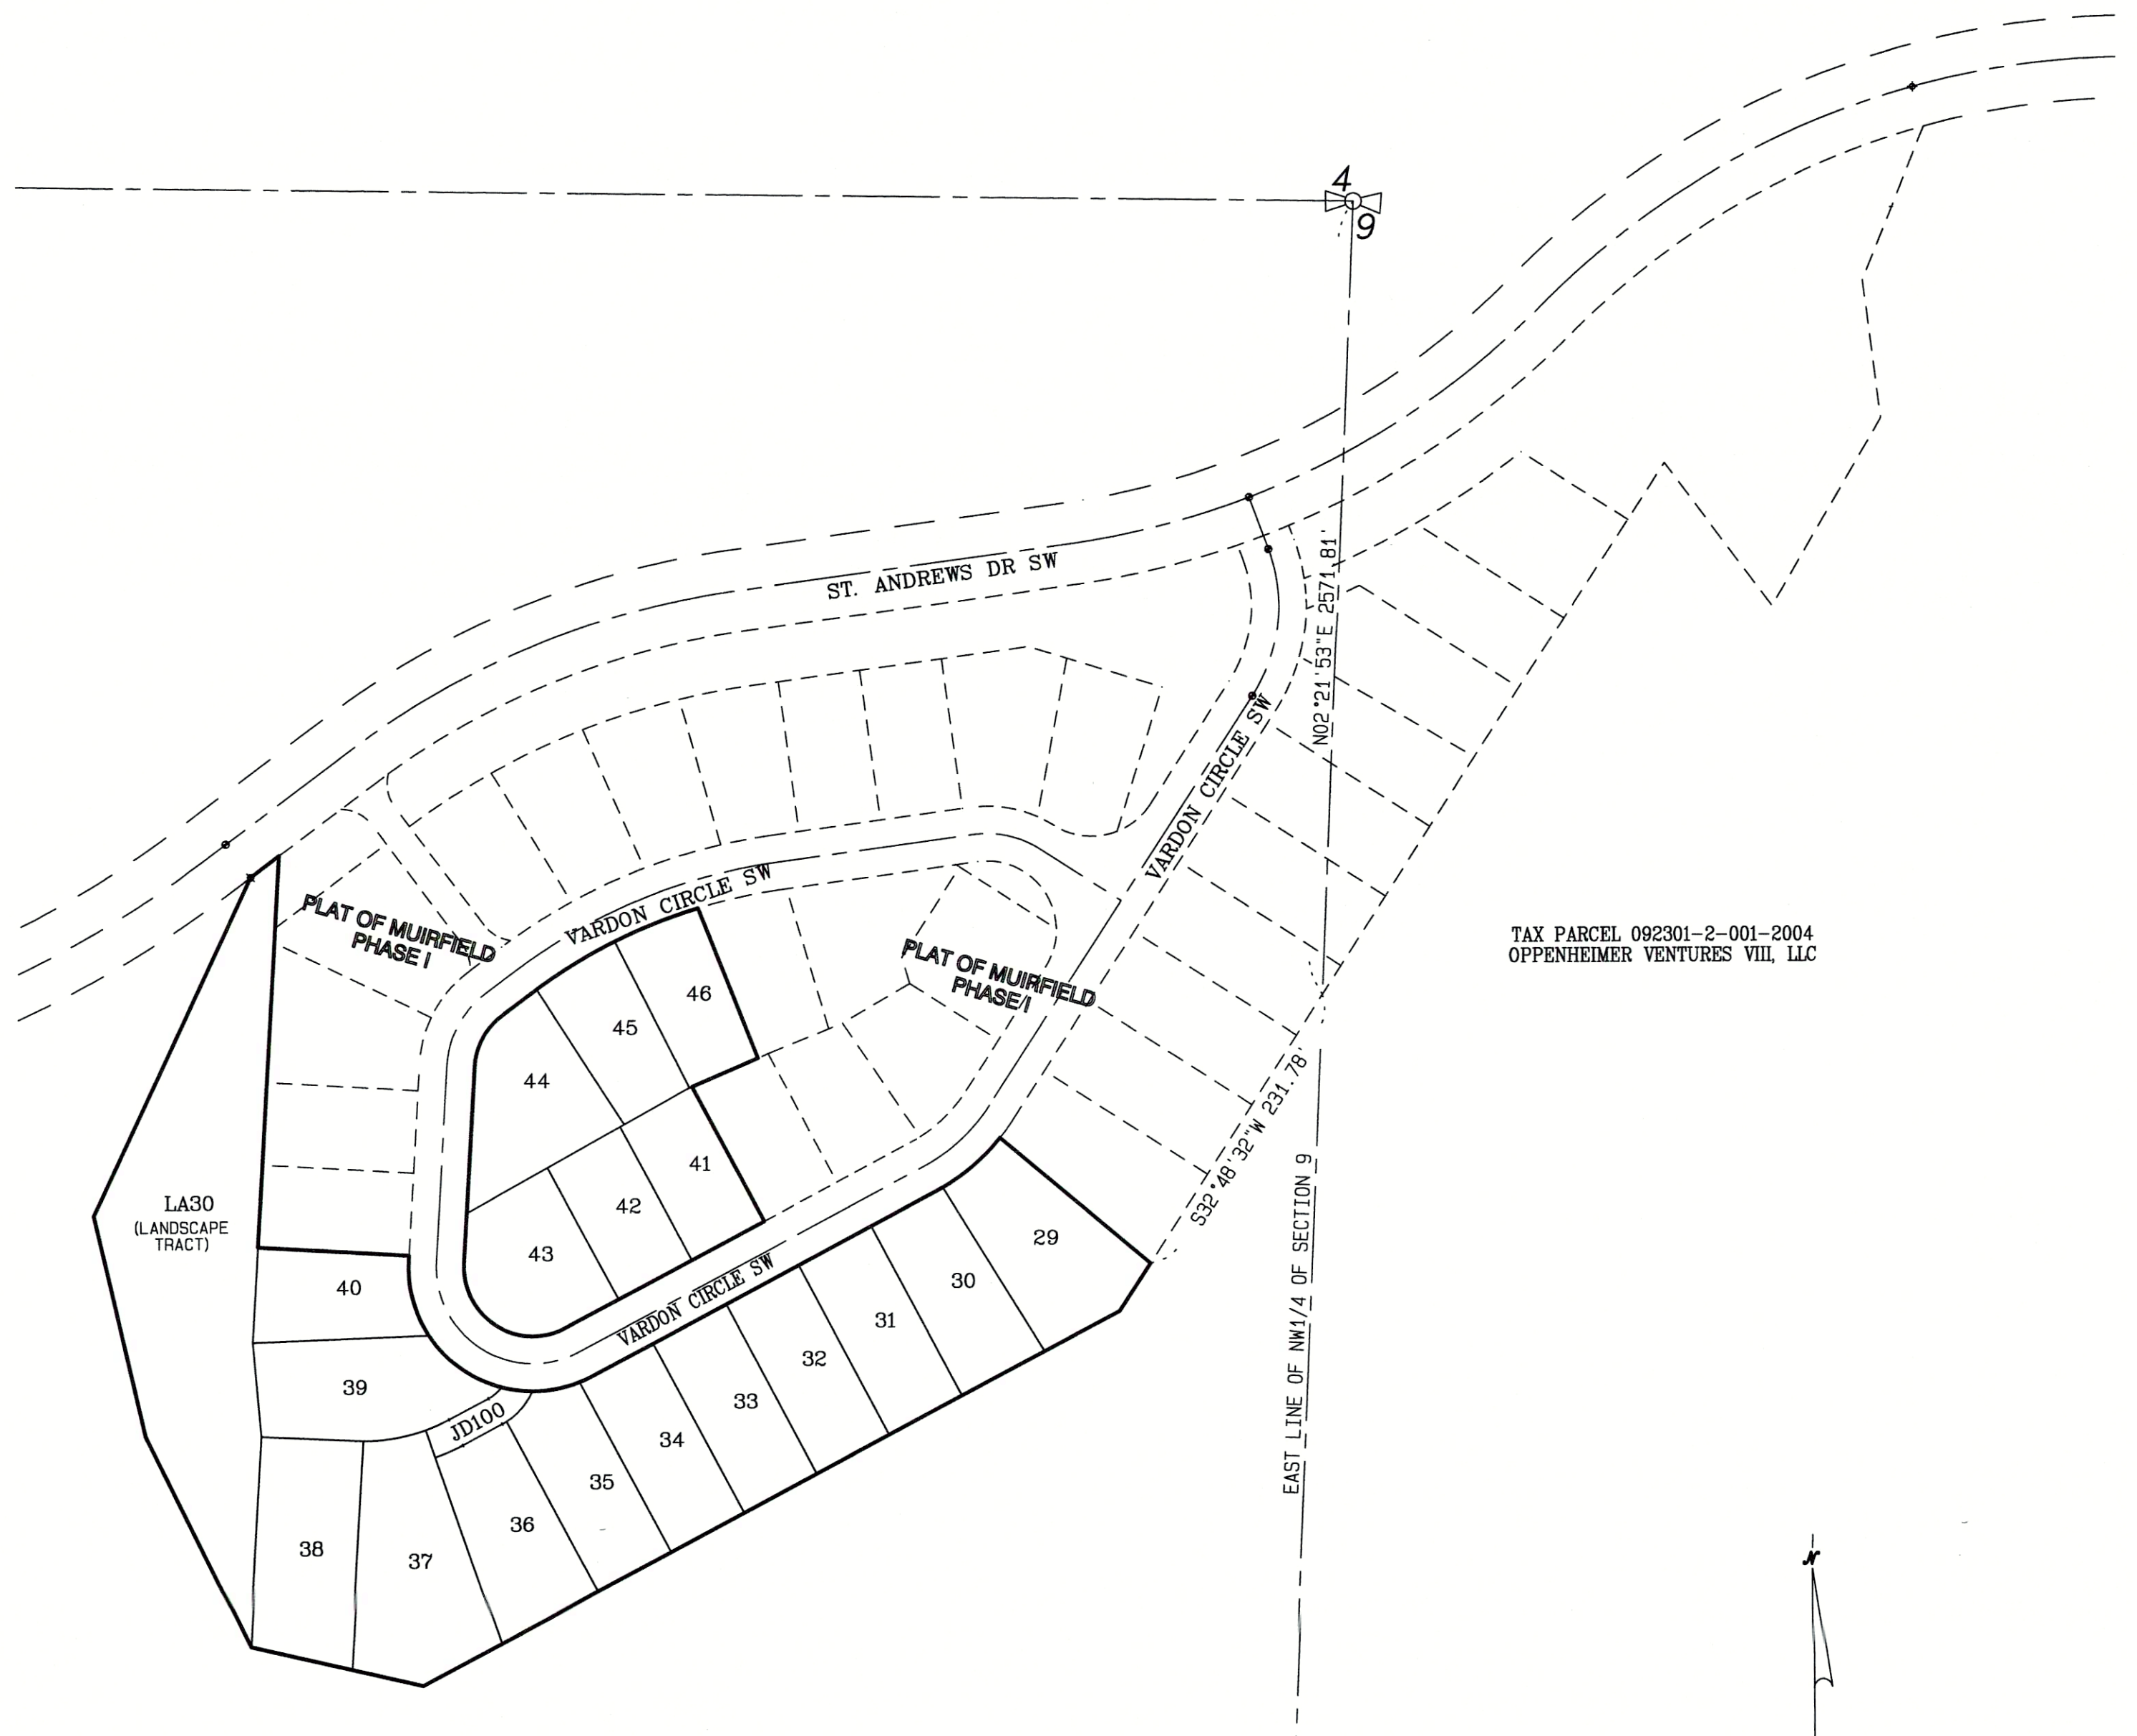 4
9
ST. ANDREWS DR SW
N02°21'53"E 2571.81'
VARDON CIRCLE SW
VARDON CIRCLE SW
PLAT OF MUIRFIELD
PHASE I
PLAT OF MUIRFIELD
PHASE I
TAX PARCEL 092301-2-001-2004
OPPENHEIMER VENTURES VIII, LLC
46
45
44
41
42
43
S32°48'32"W 231.78'
EAST LINE OF NW1/4 OF SECTION 9
LA30
(LANDSCAPE
TRACT)
VARDON CIRCLE SW
29
30
31
32
33
34
35
36
37
38
39
40
JD100
N